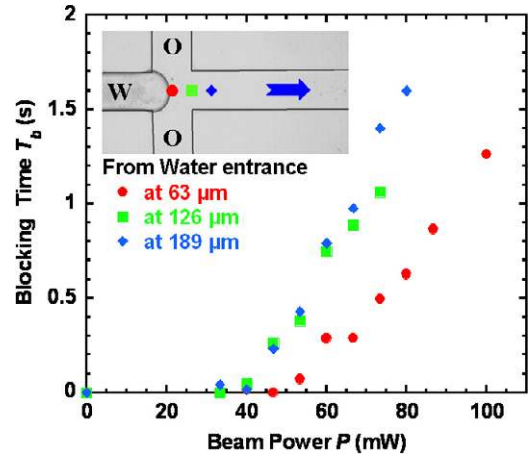 2
O
W
O
From Water entrance
at 63 µm
at 126 µm
at 189 µm
1.5
1
0.5
0
0 20 40 60 80 100
Blocking Time T_b (s)
Beam Power P (mW)